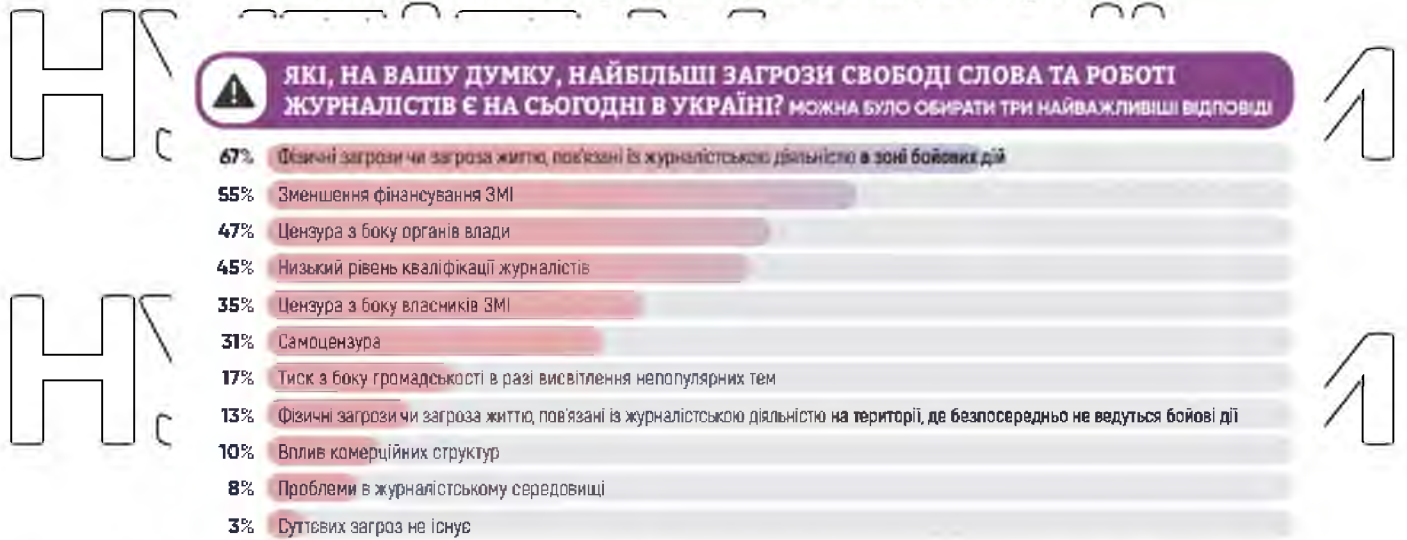 ЯКІ, НА ВАШУ ДУМКУ, НАЙБІЛЬШІ ЗАГРОЗИ СВОБОДІ СЛОВА ТА РОБОТІ
ЖУРНАЛІСТІВ Є НА СЬОГОДНІ В УКРАЇНІ? МОЖНА БУЛО ОБИРАТИ ТРИ НАЙВАЖЛИВІШІ ВІДПОВІДІ
67% Фізичні загрози чи загроза життю, пов'язані із журналістською діяльністю в зоні бойових дій
55% Зменшення фінансування ЗМІ
47% Цензура з боку органів влади
45% Низький рівень кваліфікації журналістів
35% Цензура з боку власників ЗМІ
31% Самоцензура
17% Тиск з боку громадськості в разі висвітлення непопулярних тем
13% Фізичні загрози чи загроза життю, пов'язані із журналістською діяльністю на території, де безпосередньо не ведуться бойові дії
10% Вплив комерційних структур
8% Проблеми в журналістському середовищі
3% Суттєвих загроз не існує